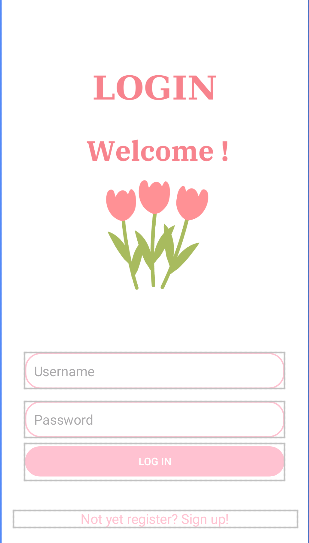 LOGIN
Welcome !
Username
Password
LOG IN
Not yet register? Sign up!